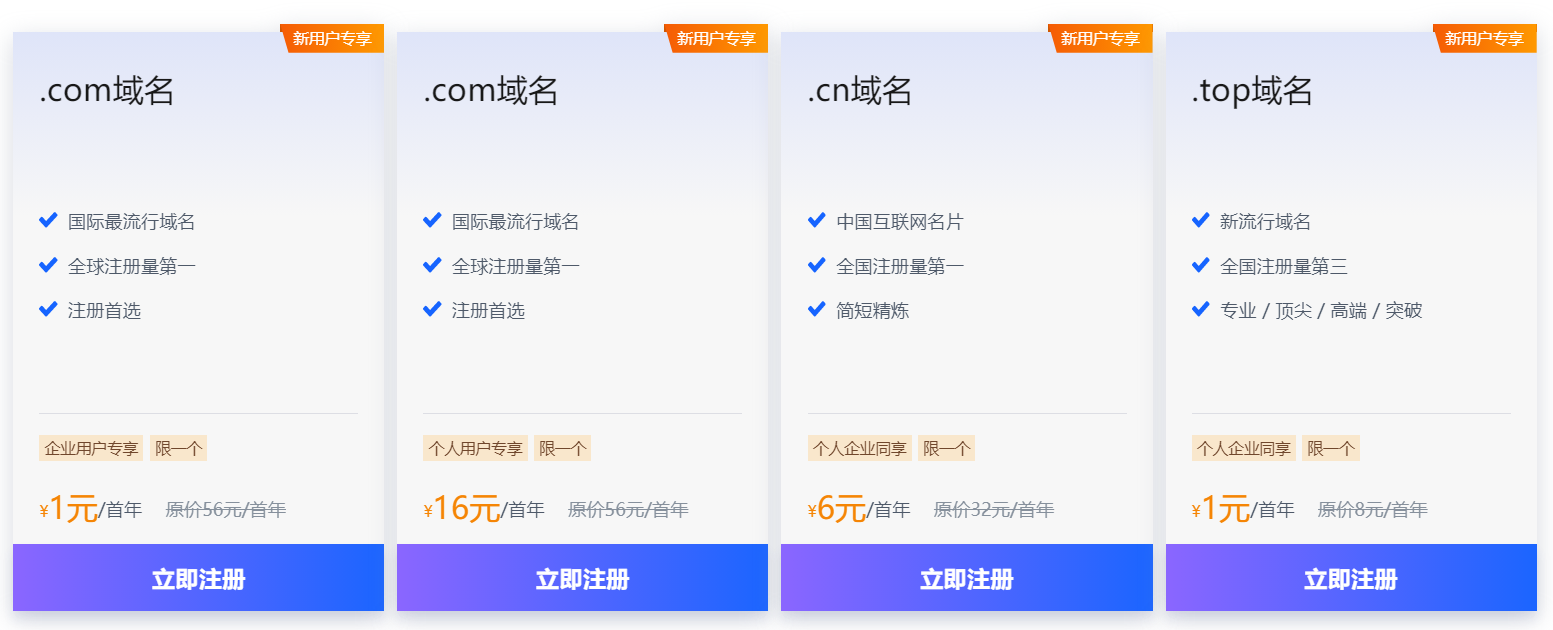 新用户专享
.com域名
国际最流行域名
全球注册量第一
注册首选
企业用户专享 限一个
¥1元/首年 原价56元/首年
立即注册
新用户专享
.com域名
国际最流行域名
全球注册量第一
注册首选
个人用户专享 限一个
¥16元/首年 原价56元/首年
立即注册
新用户专享
.cn域名
中国互联网名片
全国注册量第一
简短精炼
个人企业同享 限一个
¥6元/首年 原价32元/首年
立即注册
新用户专享
.top域名
新流行域名
全国注册量第三
专业 / 顶尖 / 高端 / 突破
个人企业同享 限一个
¥1元/首年 原价8元/首年
立即注册